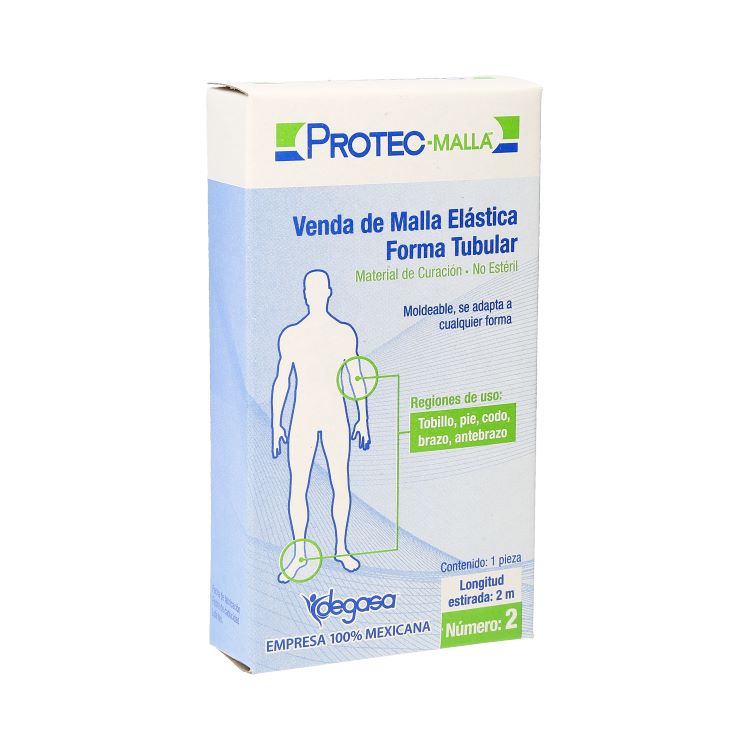 PROTEC-MALLA
Venda de Malla Elástica
Forma Tubular
Material de Curación • No Estéril
Moldeable, se adapta a
cualquier forma
Regiones de uso:
Tobillo, pie, codo,
brazo, antebrazo
Contenido: 1 pieza
Longitud
estirada: 2 m
Número: 2
degasa
EMPRESA 100% MEXICANA